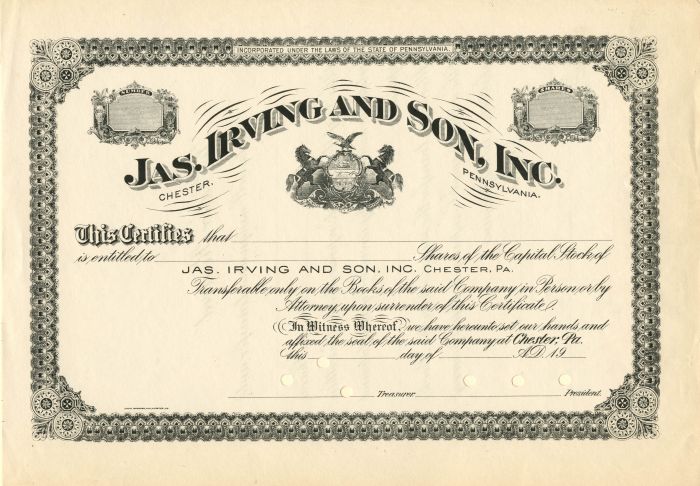 INCORPORATED UNDER THE LAWS OF THE STATE OF PENNSYLVANIA.
NUMBER
SHARES
JAS. IRVING AND SON, INC.
CHESTER, PENNSYLVANIA.
This Certifies that
is entitled to Shares of the Capital Stock of
JAS. IRVING AND SON, INC. CHESTER, PA.
Transferable only on the Books of the said Company in Person or by
Attorney upon surrender of this Certificate.
In Witness Whereof, we have hereunto set our hands and
affixed the seal of the said Company at Chester, Pa.
this day of A.D. 19
Treasurer President.